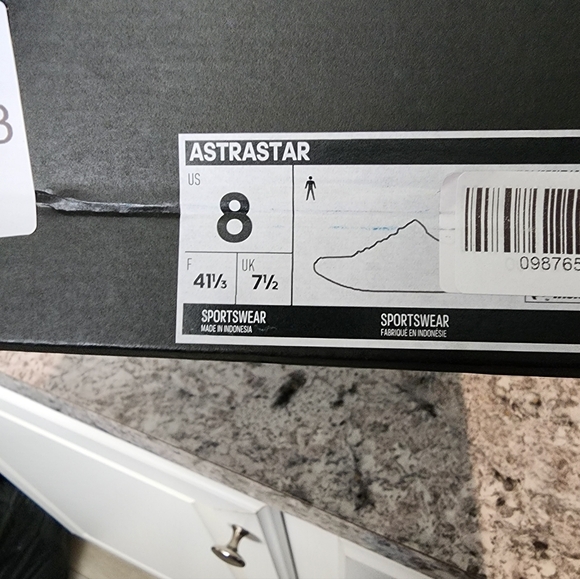 ASTRASTAR
US
8
F
41⅓
UK
7½
SPORTSWEAR
MADE IN INDONESIA
SPORTSWEAR
FABRIQUÉ EN INDONÉSIE
098765